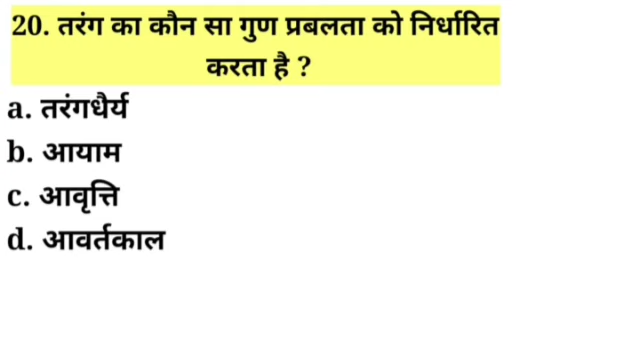 20. तरंग का कौन सा गुण प्रबलता को निर्धारित
करता है ?
a. तरंगधैर्य
b. आयाम
c. आवृत्ति
d. आवर्तकाल